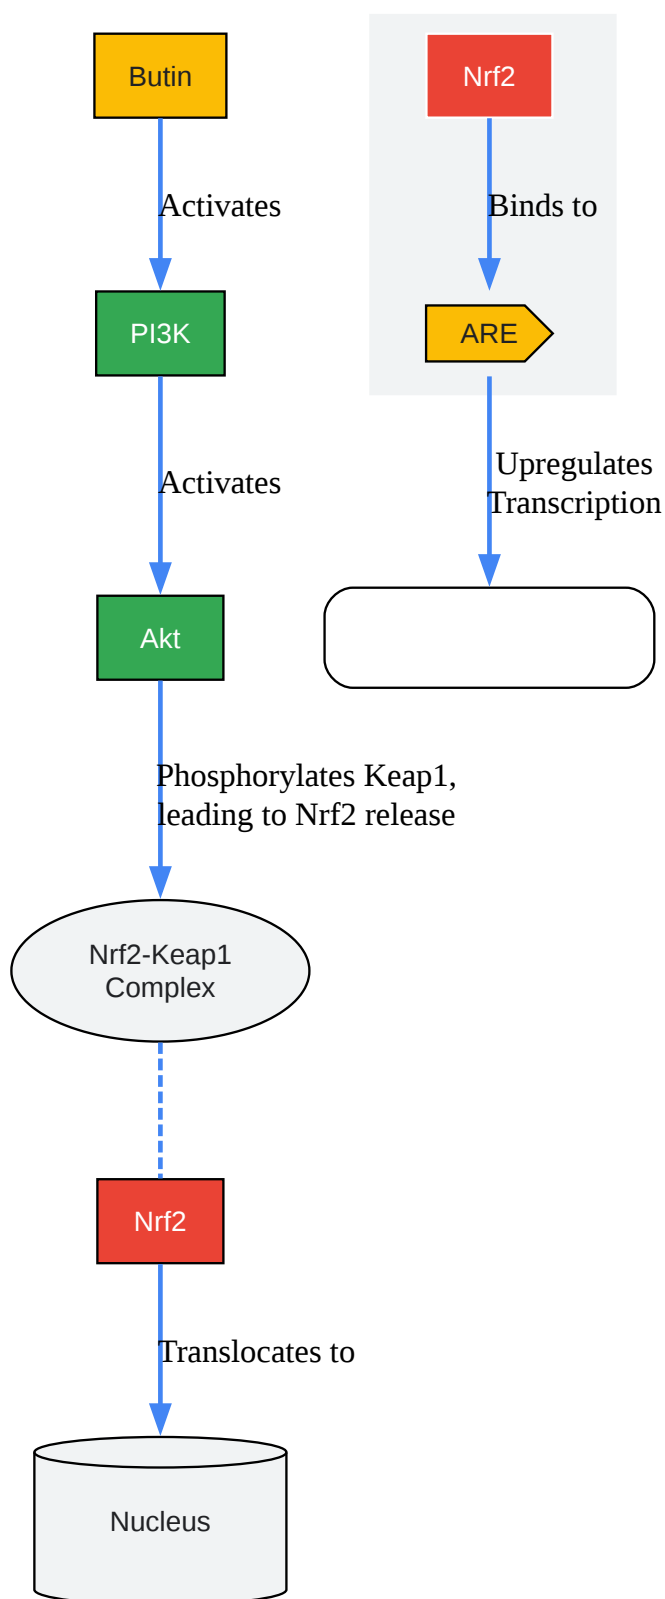 Butin
Activates
PI3K
Activates
Akt
Phosphorylates Keap1,
leading to Nrf2 release
Nrf2-Keap1
Complex
Nrf2
Translocates to
Nucleus
Nrf2
Binds to
ARE
Upregulates
Transcription